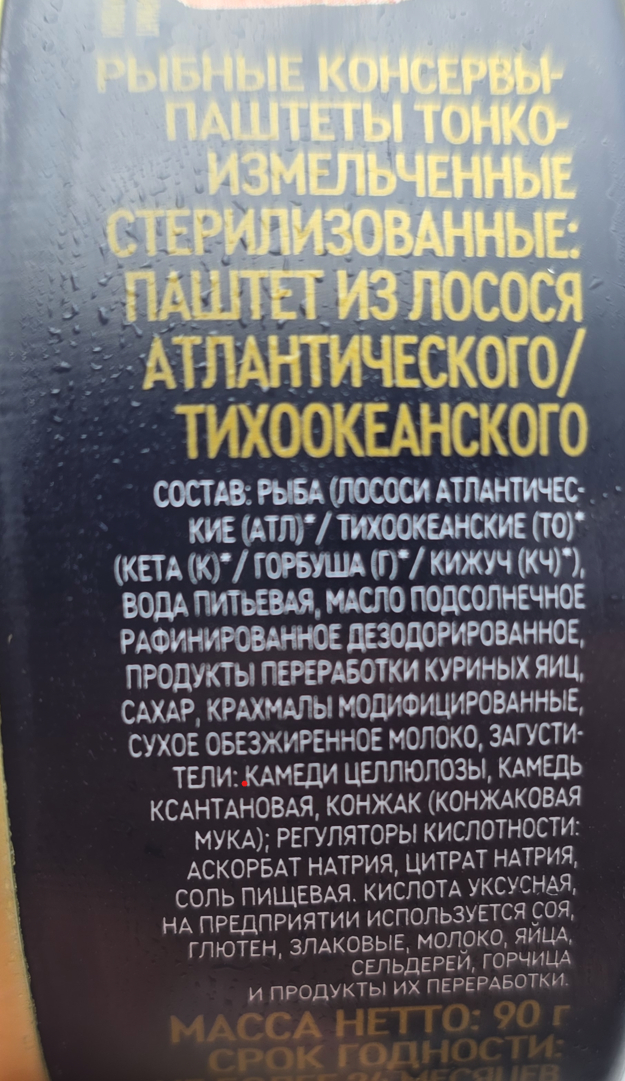 РЫБНЫЕ КОНСЕРВЫ-
ПАШТЕТЫ ТОНКО-
ИЗМЕЛЬЧЕННЫЕ
СТЕРИЛИЗОВАННЫЕ:
ПАШТЕТ ИЗ ЛОСОСЯ
АТЛАНТИЧЕСКОГО/
ТИХООКЕАНСКОГО
СОСТАВ: РЫБА (ЛОСОСИ АТЛАНТИЧЕС-
КИЕ (АТЛ)*/ ТИХООКЕАНСКИЕ (ТО)*
(КЕТА (К)*/ ГОРБУША (Г)*/ КИЖУЧ (КЧ)*),
ВОДА ПИТЬЕВАЯ, МАСЛО ПОДСОЛНЕЧНОЕ
РАФИНИРОВАННОЕ ДЕЗОДОРИРОВАННОЕ,
ПРОДУКТЫ ПЕРЕРАБОТКИ КУРИНЫХ ЯИЦ,
САХАР, КРАХМАЛЫ МОДИФИЦИРОВАННЫЕ,
СУХОЕ ОБЕЗЖИРЕННОЕ МОЛОКО, ЗАГУСТИ-
ТЕЛИ: КАМЕДИ ЦЕЛЛЮЛОЗЫ, КАМЕДЬ
КСАНТАНОВАЯ, КОНЖАК (КОНЖАКОВАЯ
МУКА); РЕГУЛЯТОРЫ КИСЛОТНОСТИ:
АСКОРБАТ НАТРИЯ, ЦИТРАТ НАТРИЯ,
СОЛЬ ПИЩЕВАЯ. КИСЛОТА УКСУСНАЯ,
НА ПРЕДПРИЯТИИ ИСПОЛЬЗУЕТСЯ СОЯ,
ГЛЮТЕН, ЗЛАКОВЫЕ, МОЛОКО, ЯЙЦА,
СЕЛЬДЕРЕЙ, ГОРЧИЦА
И ПРОДУКТЫ ИХ ПЕРЕРАБОТКИ.
МАССА НЕТТО: 90 г
СРОК ГОДНОСТИ:
МЕСЯЦЕВ